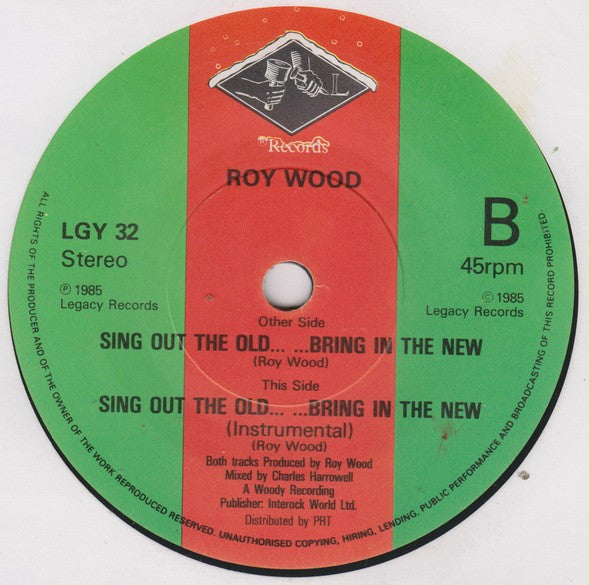 L
Records
ROY WOOD
LGY 32
Stereo
B
45rpm
℗ 1985
Legacy Records
© 1985
Legacy Records
Other Side
SING OUT THE OLD... ...BRING IN THE NEW
(Roy Wood)
This Side
SING OUT THE OLD... ...BRING IN THE NEW
(Instrumental)
(Roy Wood)
Both tracks Produced by Roy Wood
Mixed by Charles Harrowell
A Woody Recording
Publisher: Interock World Ltd.
Distributed by PRT
ALL RIGHTS OF THE PRODUCER AND OF THE OWNER OF THE WORK REPRODUCED RESERVED. UNAUTHORISED COPYING, HIRING, LENDING, PUBLIC PERFORMANCE AND BROADCASTING OF THIS RECORD PROHIBITED.